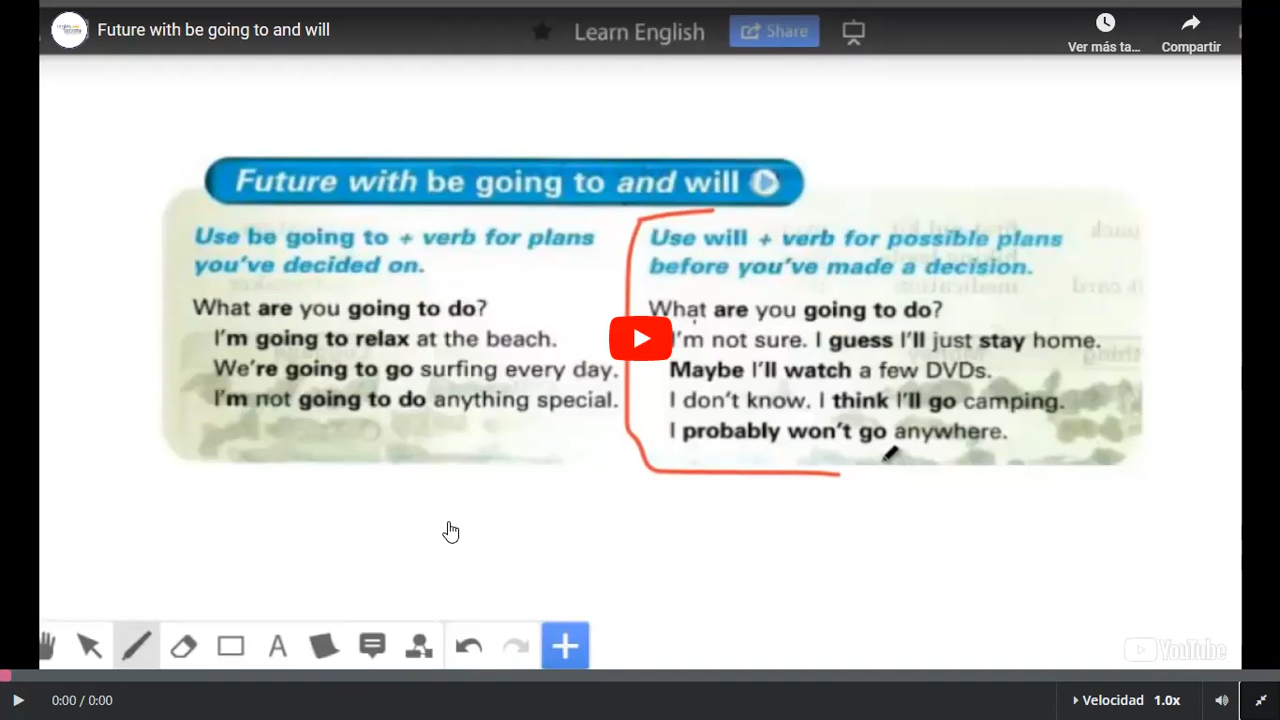 Future with be going to and will
Learn English
Share
Ver más ta...
Compartir
Future with be going to and will
Use be going to + verb for plans
you've decided on.
What are you going to do?
I'm going to relax at the beach.
We're going to go surfing every day.
I'm not going to do anything special.
Use will + verb for possible plans
before you've made a decision.
What are you going to do?
I'm not sure. I guess I'll just stay home.
Maybe I'll watch a few DVDs.
I don't know. I think I'll go camping.
I probably won't go anywhere.
A
YouTube
0:00 / 0:00
Velocidad 1.0x